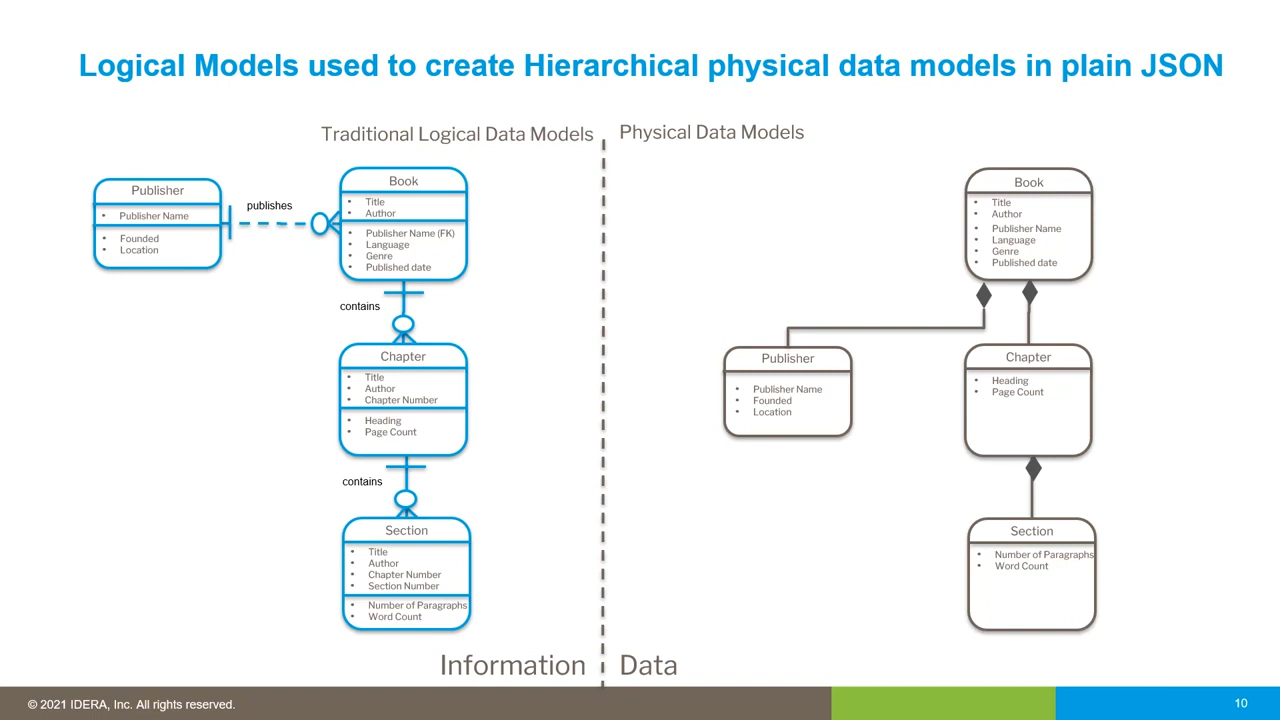 Logical Models used to create Hierarchical physical data models in plain JSON
Traditional Logical Data Models
Physical Data Models
Publisher
• Publisher Name
• Founded
• Location
publishes
Book
• Title
• Author
• Publisher Name (FK)
• Language
• Genre
• Published date
contains
Chapter
• Title
• Author
• Chapter Number
• Heading
• Page Count
contains
Section
• Title
• Author
• Chapter Number
• Section Number
• Number of Paragraphs
• Word Count
Book
• Title
• Author
• Publisher Name
• Language
• Genre
• Published date
Publisher
• Publisher Name
• Founded
• Location
Chapter
• Heading
• Page Count
Section
• Number of Paragraphs
• Word Count
Information
Data
© 2021 IDERA, Inc. All rights reserved.
10